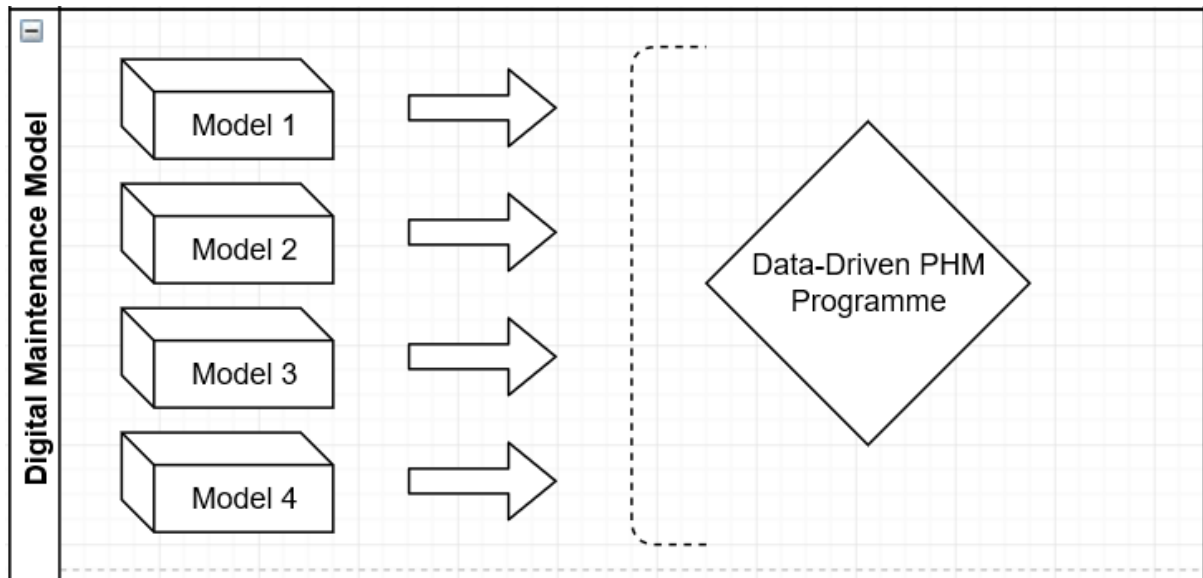 Digital Maintenance Model
Model 1
Model 2
Model 3
Model 4
Data-Driven PHM
Programme